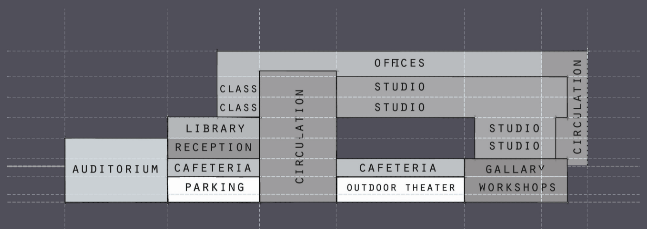 OFFICES
CLASS
STUDIO
CLASS
STUDIO
CIRCULATION
CIRCULATION
LIBRARY
STUDIO
RECEPTION
STUDIO
AUDITORIUM
CAFETERIA
CAFETERIA
GALLARY
PARKING
OUTDOOR THEATER
WORKSHOPS